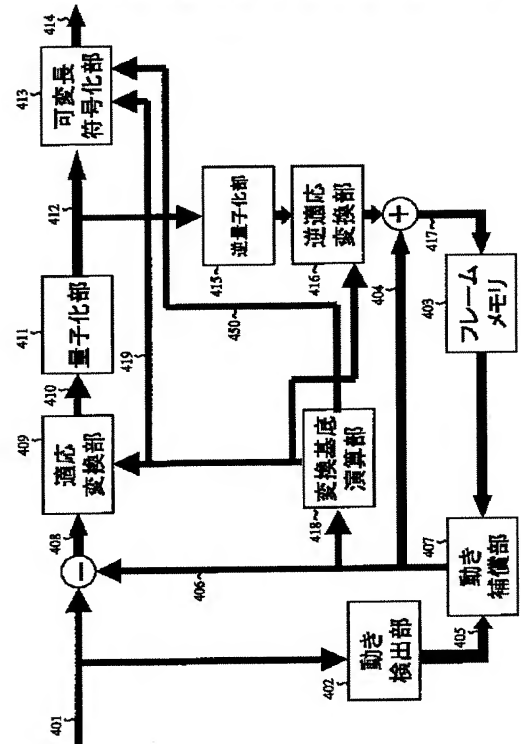 401
406
408
適応
変換部
409
410
量子化部
411
412
可変長
符号化部
413
414
419
450
逆量子化部
415
逆適応
変換部
416
変換基底
演算部
418
404
＋
417
フレーム
メモリ
403
動き
補償部
407
405
動き
検出部
402
−